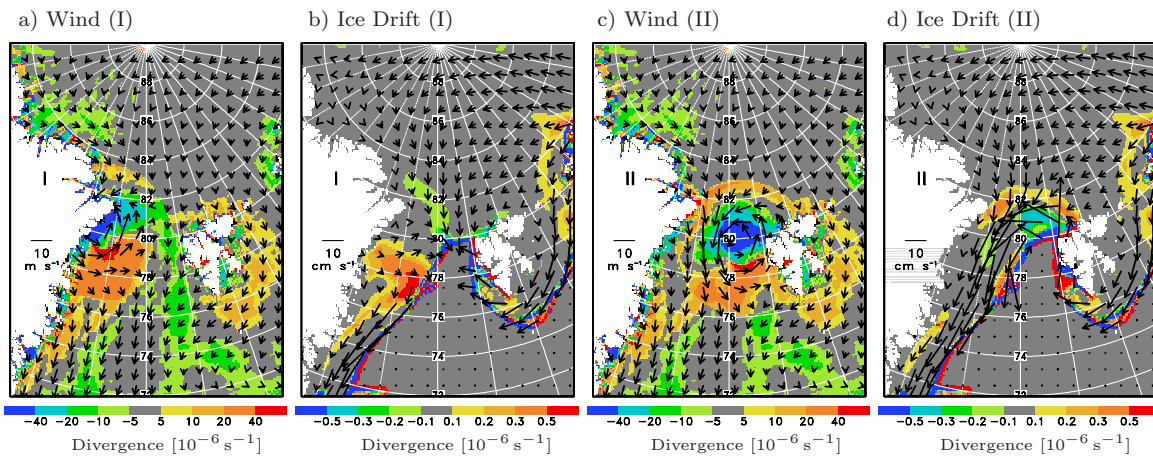 a) Wind (I)
b) Ice Drift (I)
c) Wind (II)
d) Ice Drift (II)
88
86
84
82
80
78
76
74
72
I
10
m s⁻¹
88
86
84
82
80
78
76
74
I
10
cm s⁻¹
88
86
84
82
80
78
76
74
72
II
10
m s⁻¹
88
86
84
82
80
78
76
74
II
10
cm s⁻¹
−40 −20 −10 −5 5 10 20 40
−0.5 −0.3 −0.2 −0.1 0.1 0.2 0.3 0.5
−40 −20 −10 −5 5 10 20 40
−0.5 −0.3 −0.2 −0.1 0.1 0.2 0.3 0.5
Divergence [10⁻⁶ s⁻¹]
Divergence [10⁻⁶ s⁻¹]
Divergence [10⁻⁶ s⁻¹]
Divergence [10⁻⁶ s⁻¹]